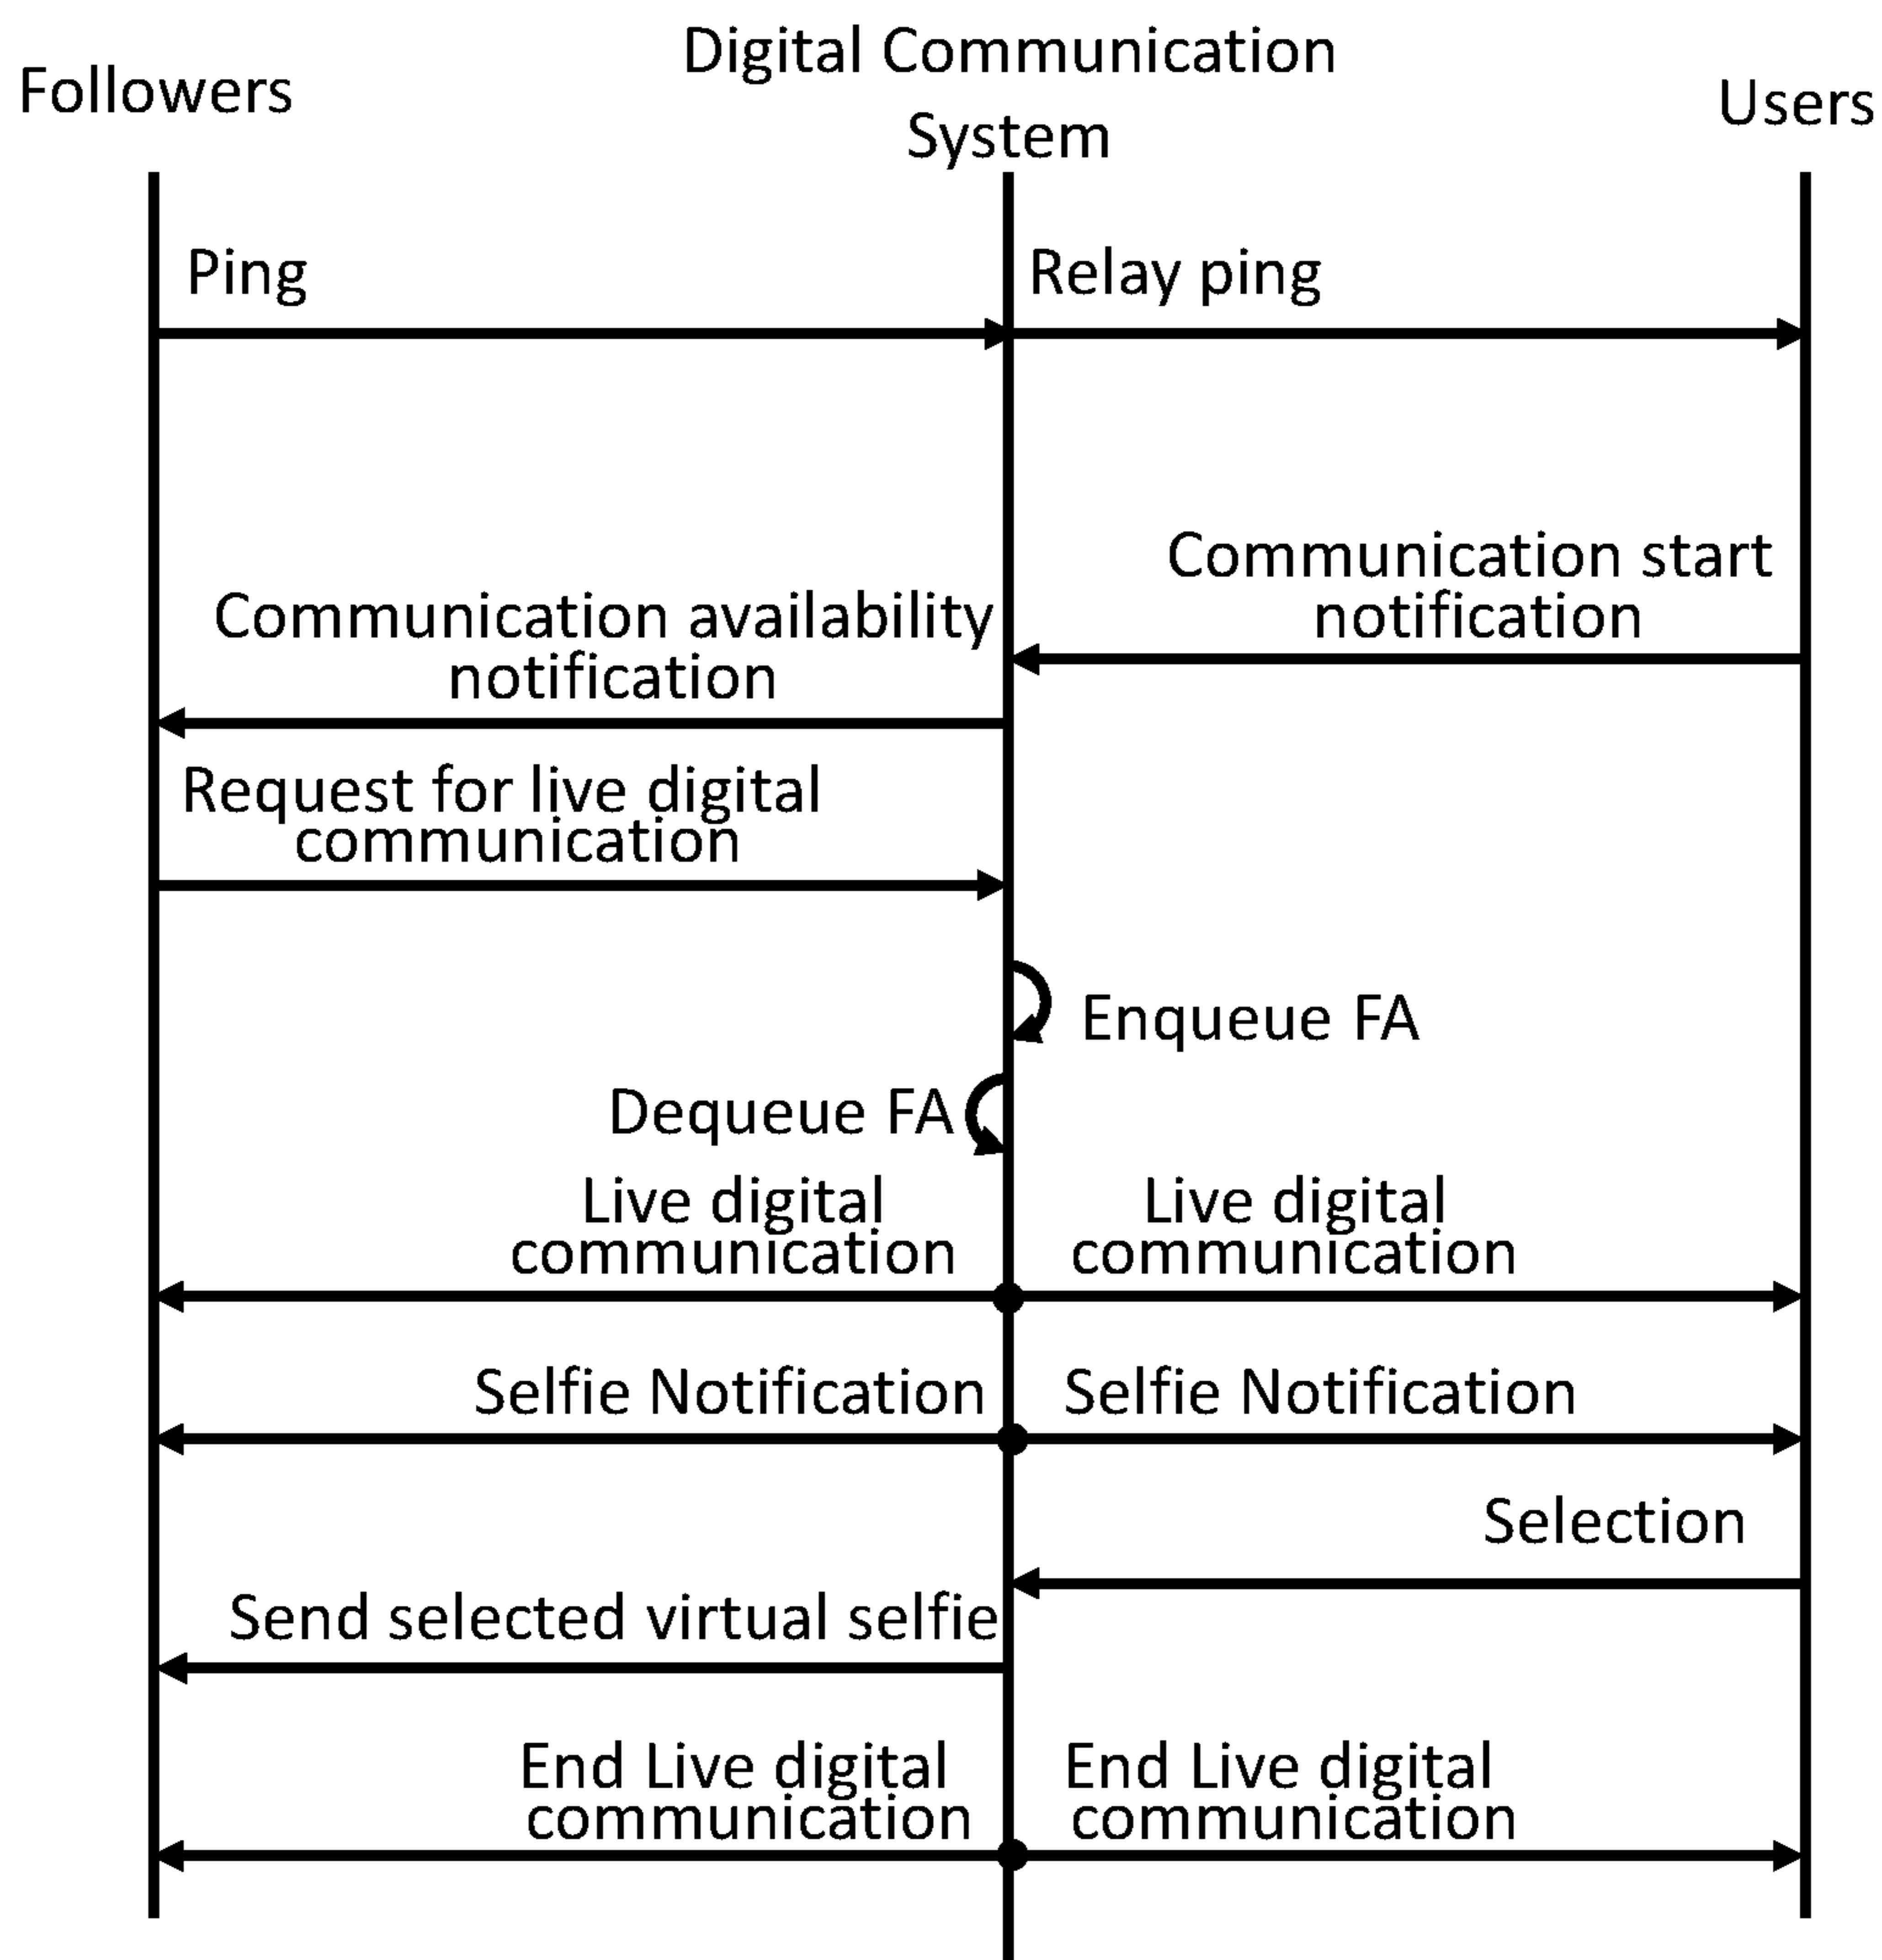 Followers
Digital Communication
System
Users
Ping
Relay ping
Communication start
notification
Communication availability
notification
Request for live digital
communication
Enqueue FA
Dequeue FA
Live digital
communication
Live digital
communication
Selfie Notification
Selfie Notification
Selection
Send selected virtual selfie
End Live digital
communication
End Live digital
communication